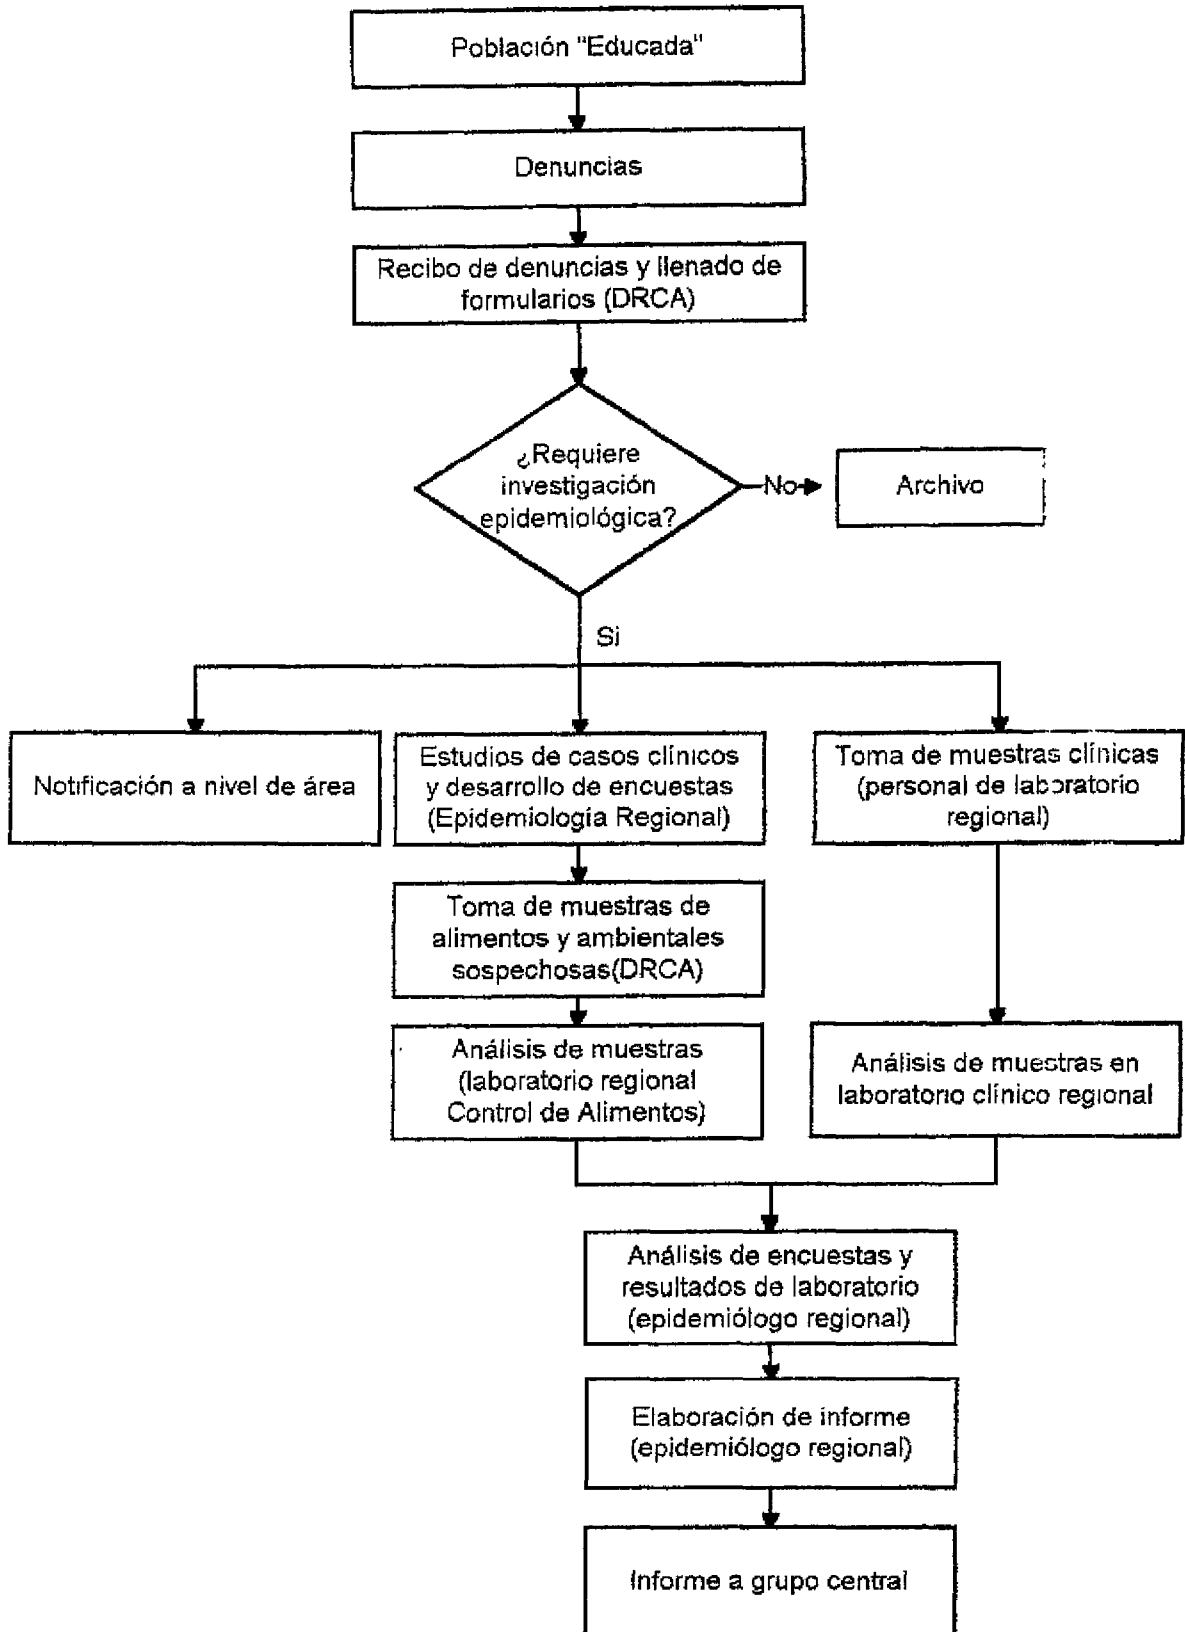 Población "Educada"
Denuncias
Recibo de denuncias y llenado de
formularios (DRCA)
¿Requiere
investigación
epidemiológica?
No
Archivo
Si
Notificación a nivel de área
Estudios de casos clínicos
y desarrollo de encuestas
(Epidemiología Regional)
Toma de muestras clínicas
(personal de laboratorio
regional)
Toma de muestras de
alimentos y ambientales
sospechosas(DRCA)
Análisis de muestras
(laboratorio regional
Control de Alimentos)
Análisis de muestras en
laboratorio clínico regional
Análisis de encuestas y
resultados de laboratorio
(epidemiólogo regional)
Elaboración de informe
(epidemiólogo regional)
Informe a grupo central